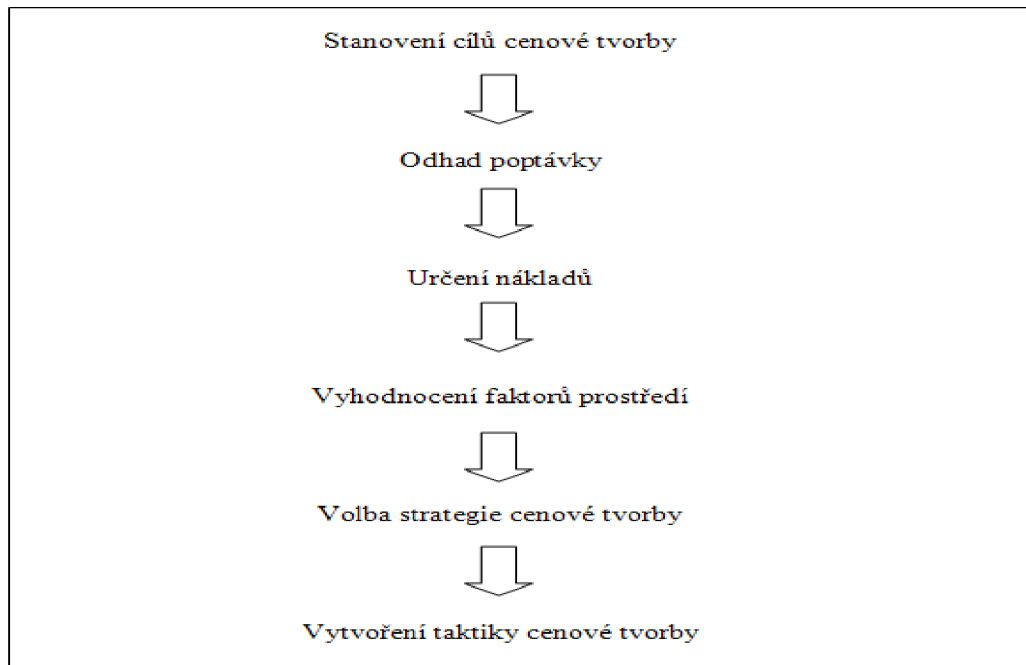 Stanovení cílů cenové tvorby
Odhad poptávky
Určení nákladů
Vyhodnocení faktorů prostředí
Volba strategie cenové tvorby
Vytvoření taktiky cenové tvorby